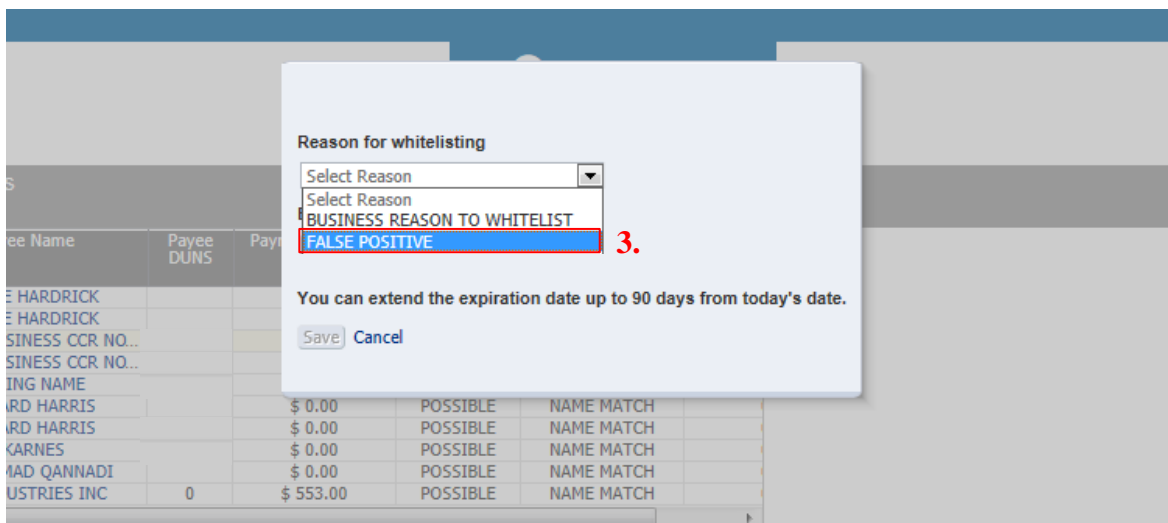 Reason for whitelisting
Select Reason
Select Reason
BUSINESS REASON TO WHITELIST
FALSE POSITIVE
3.
You can extend the expiration date up to 90 days from today's date.
Save Cancel
S
ee Name Payee DUNS Payr
E HARDRICK
E HARDRICK
SINESS CCR NO...
SINESS CCR NO...
ING NAME
ARD HARRIS $ 0.00 POSSIBLE NAME MATCH
ARD HARRIS $ 0.00 POSSIBLE NAME MATCH
KARNES $ 0.00 POSSIBLE NAME MATCH
MAD QANNADI $ 0.00 POSSIBLE NAME MATCH
USTRIES INC 0 $ 553.00 POSSIBLE NAME MATCH